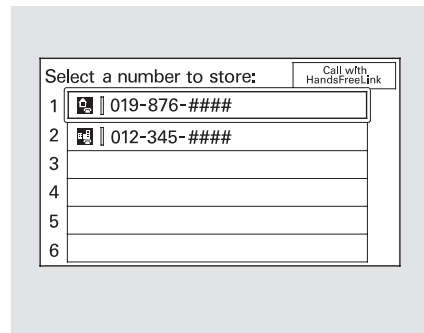 Select a number to store:
Call with
HandsFreeLink
1 019-876-####
2 012-345-####
3
4
5
6